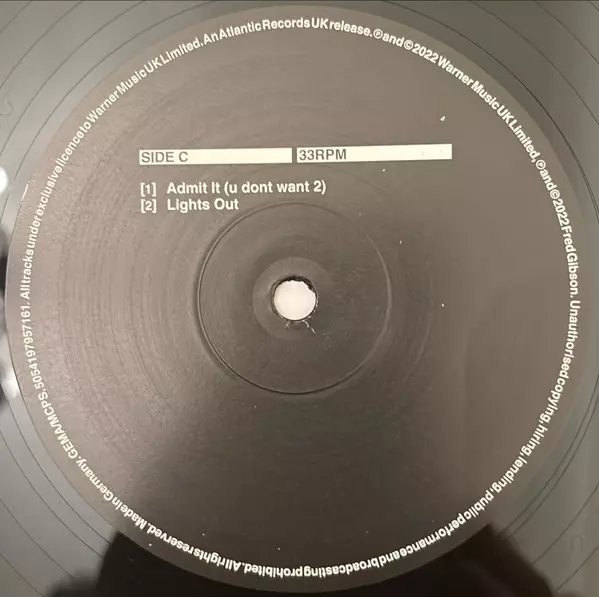 SIDE C
33RPM
[1] Admit It (u dont want 2)
[2] Lights Out
All tracks under exclusive licence to Warner Music UK Limited. An Atlantic Records UK release. ℗ and © 2022 Warner Music UK Limited. ℗ and © 2022 Fred Gibson. Unauthorised copying, hiring, lending, public performance and broadcasting prohibited. All rights reserved. Made in Germany. GEMA/MCPS. 5054197957161.